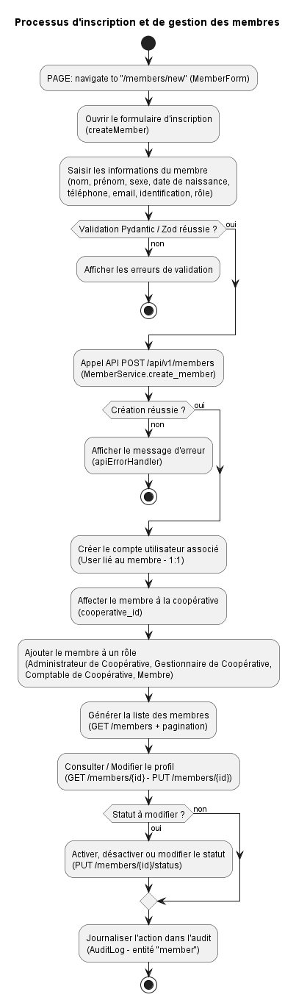 Processus d'inscription et de gestion des membres
PAGE: navigate to "/members/new" (MemberForm)
Ouvrir le formulaire d'inscription
(createMember)
Saisir les informations du membre
(nom, prénom, sexe, date de naissance,
téléphone, email, identification, rôle)
Validation Pydantic / Zod réussie ?
oui
non
Afficher les erreurs de validation
Appel API POST /api/v1/members
(MemberService.create_member)
Création réussie ?
oui
non
Afficher le message d'erreur
(apiErrorHandler)
Créer le compte utilisateur associé
(User lié au membre - 1:1)
Affecter le membre à la coopérative
(cooperative_id)
Ajouter le membre à un rôle
(Administrateur de Coopérative, Gestionnaire de Coopérative,
Comptable de Coopérative, Membre)
Générer la liste des membres
(GET /members + pagination)
Consulter / Modifier le profil
(GET /members/{id} - PUT /members/{id})
Statut à modifier ?
non
oui
Activer, désactiver ou modifier le statut
(PUT /members/{id}/status)
Journaliser l'action dans l'audit
(AuditLog - entité "member")